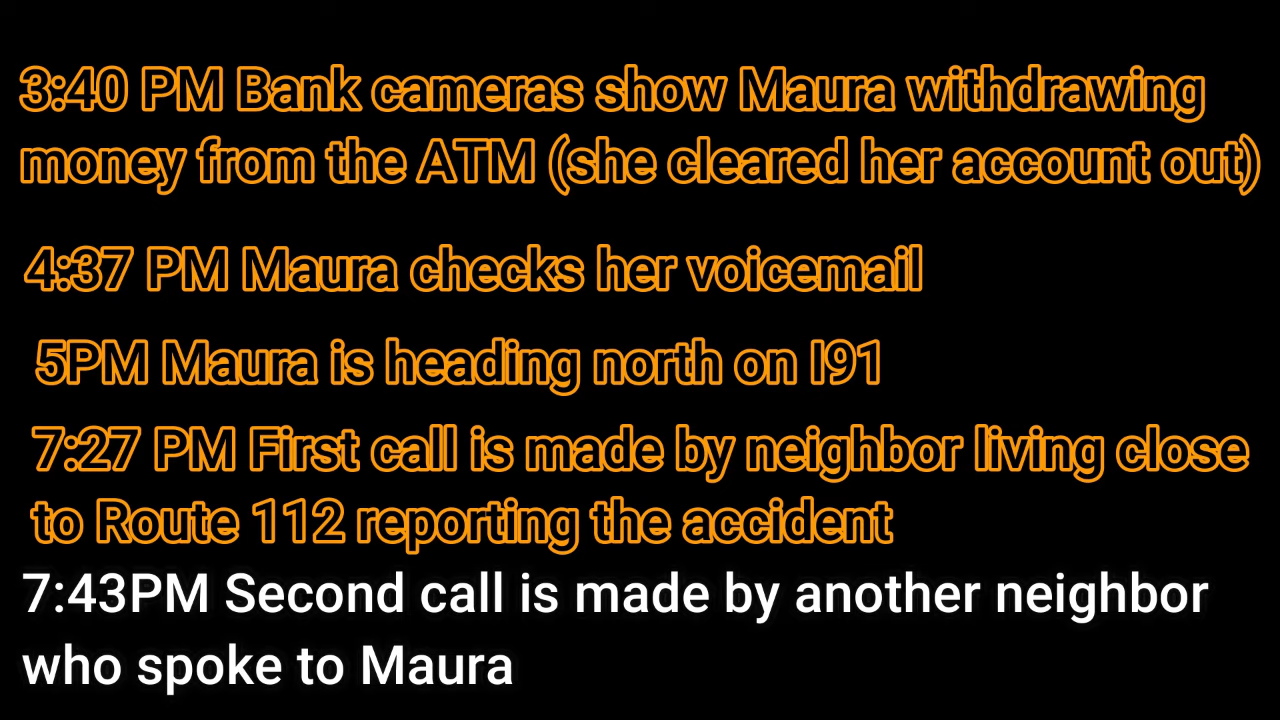 3:40 PM Bank cameras show Maura withdrawing
money from the ATM (she cleared her account out)
4:37 PM Maura checks her voicemail
5PM Maura is heading north on I91
7:27 PM First call is made by neighbor living close
to Route 112 reporting the accident
7:43PM Second call is made by another neighbor
who spoke to Maura